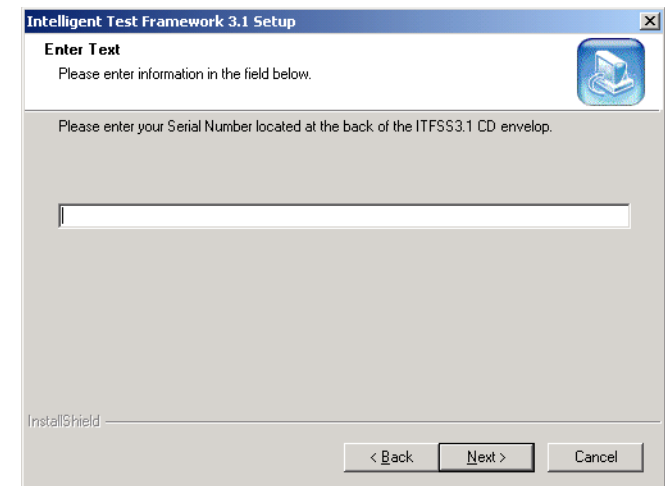 Intelligent Test Framework 3.1 Setup
Enter Text
Please enter information in the field below.
Please enter your Serial Number located at the back of the ITFSS3.1 CD envelop.
InstallShield
< Back Next > Cancel